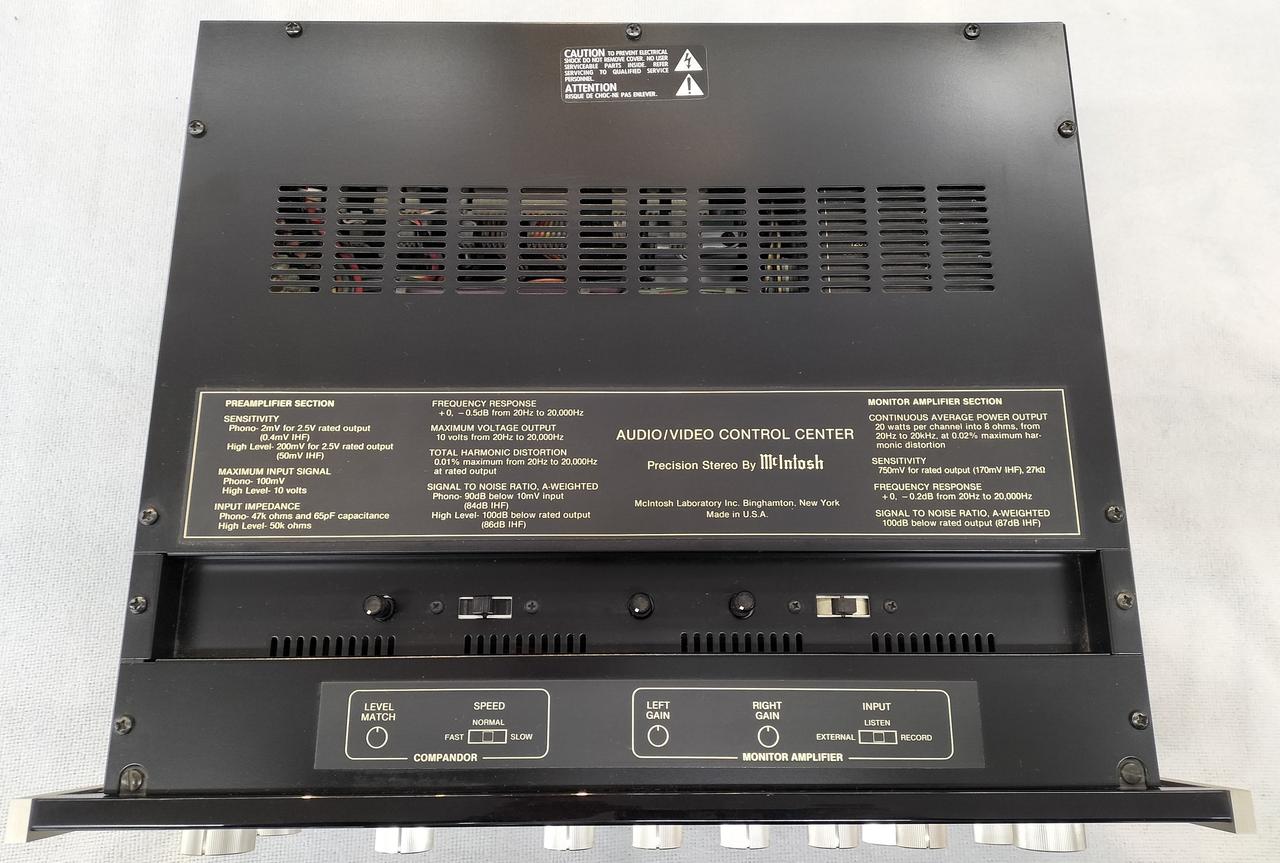 CAUTION TO PREVENT ELECTRICAL
SHOCK DO NOT REMOVE COVER. NO USER
SERVICEABLE PARTS INSIDE. REFER
SERVICING TO QUALIFIED SERVICE
PERSONNEL.
ATTENTION
RISQUE DE CHOC-NE PAS ENLEVER.
PREAMPLIFIER SECTION
SENSITIVITY
Phono- 2mV for 2.5V rated output
(0.4mV IHF)
High Level- 200mV for 2.5V rated output
(50mV IHF)
MAXIMUM INPUT SIGNAL
Phono- 100mV
High Level- 10 volts
INPUT IMPEDANCE
Phono- 47k ohms and 65pF capacitance
High Level- 50k ohms
FREQUENCY RESPONSE
+0, −0.5dB from 20Hz to 20,000Hz
MAXIMUM VOLTAGE OUTPUT
10 volts from 20Hz to 20,000Hz
TOTAL HARMONIC DISTORTION
0.01% maximum from 20Hz to 20,000Hz
at rated output
SIGNAL TO NOISE RATIO, A-WEIGHTED
Phono- 90dB below 10mV input
(84dB IHF)
High Level- 100dB below rated output
(86dB IHF)
AUDIO/VIDEO CONTROL CENTER
Precision Stereo By McIntosh
McIntosh Laboratory Inc. Binghamton, New York
Made in U.S.A.
MONITOR AMPLIFIER SECTION
CONTINUOUS AVERAGE POWER OUTPUT
20 watts per channel into 8 ohms, from
20Hz to 20kHz, at 0.02% maximum har-
monic distortion
SENSITIVITY
750mV for rated output (170mV IHF), 27kΩ
FREQUENCY RESPONSE
+0, −0.2dB from 20Hz to 20,000Hz
SIGNAL TO NOISE RATIO, A-WEIGHTED
100dB below rated output (87dB IHF)
LEVEL
MATCH
SPEED
NORMAL
FAST SLOW
COMPANDOR
LEFT
GAIN
RIGHT
GAIN
INPUT
LISTEN
EXTERNAL RECORD
MONITOR AMPLIFIER